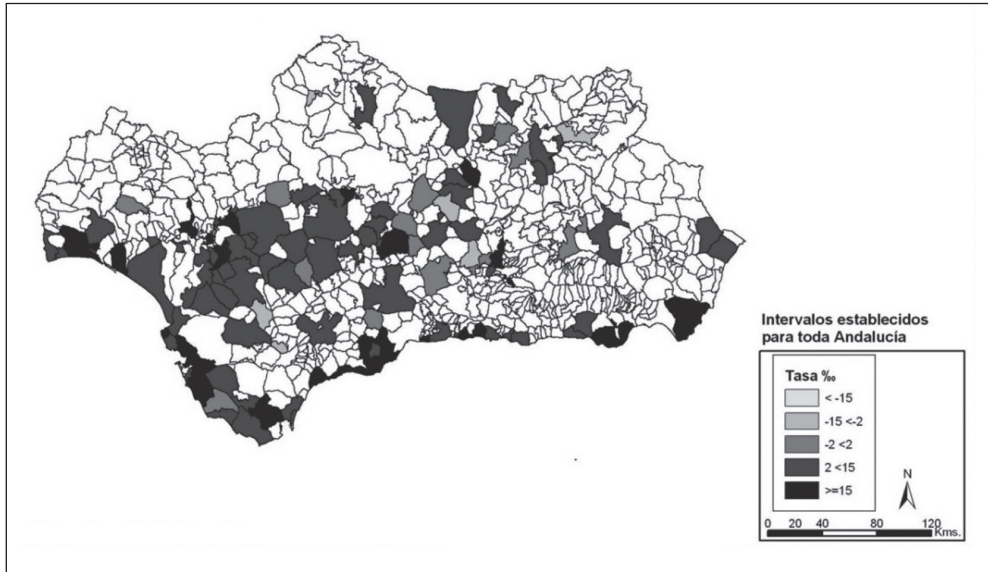 Intervalos establecidos
para toda Andalucía
Tasa ‰
< -15
-15 <-2
-2 <2
2 <15
>=15
N
0 20 40 80 120
Kms.